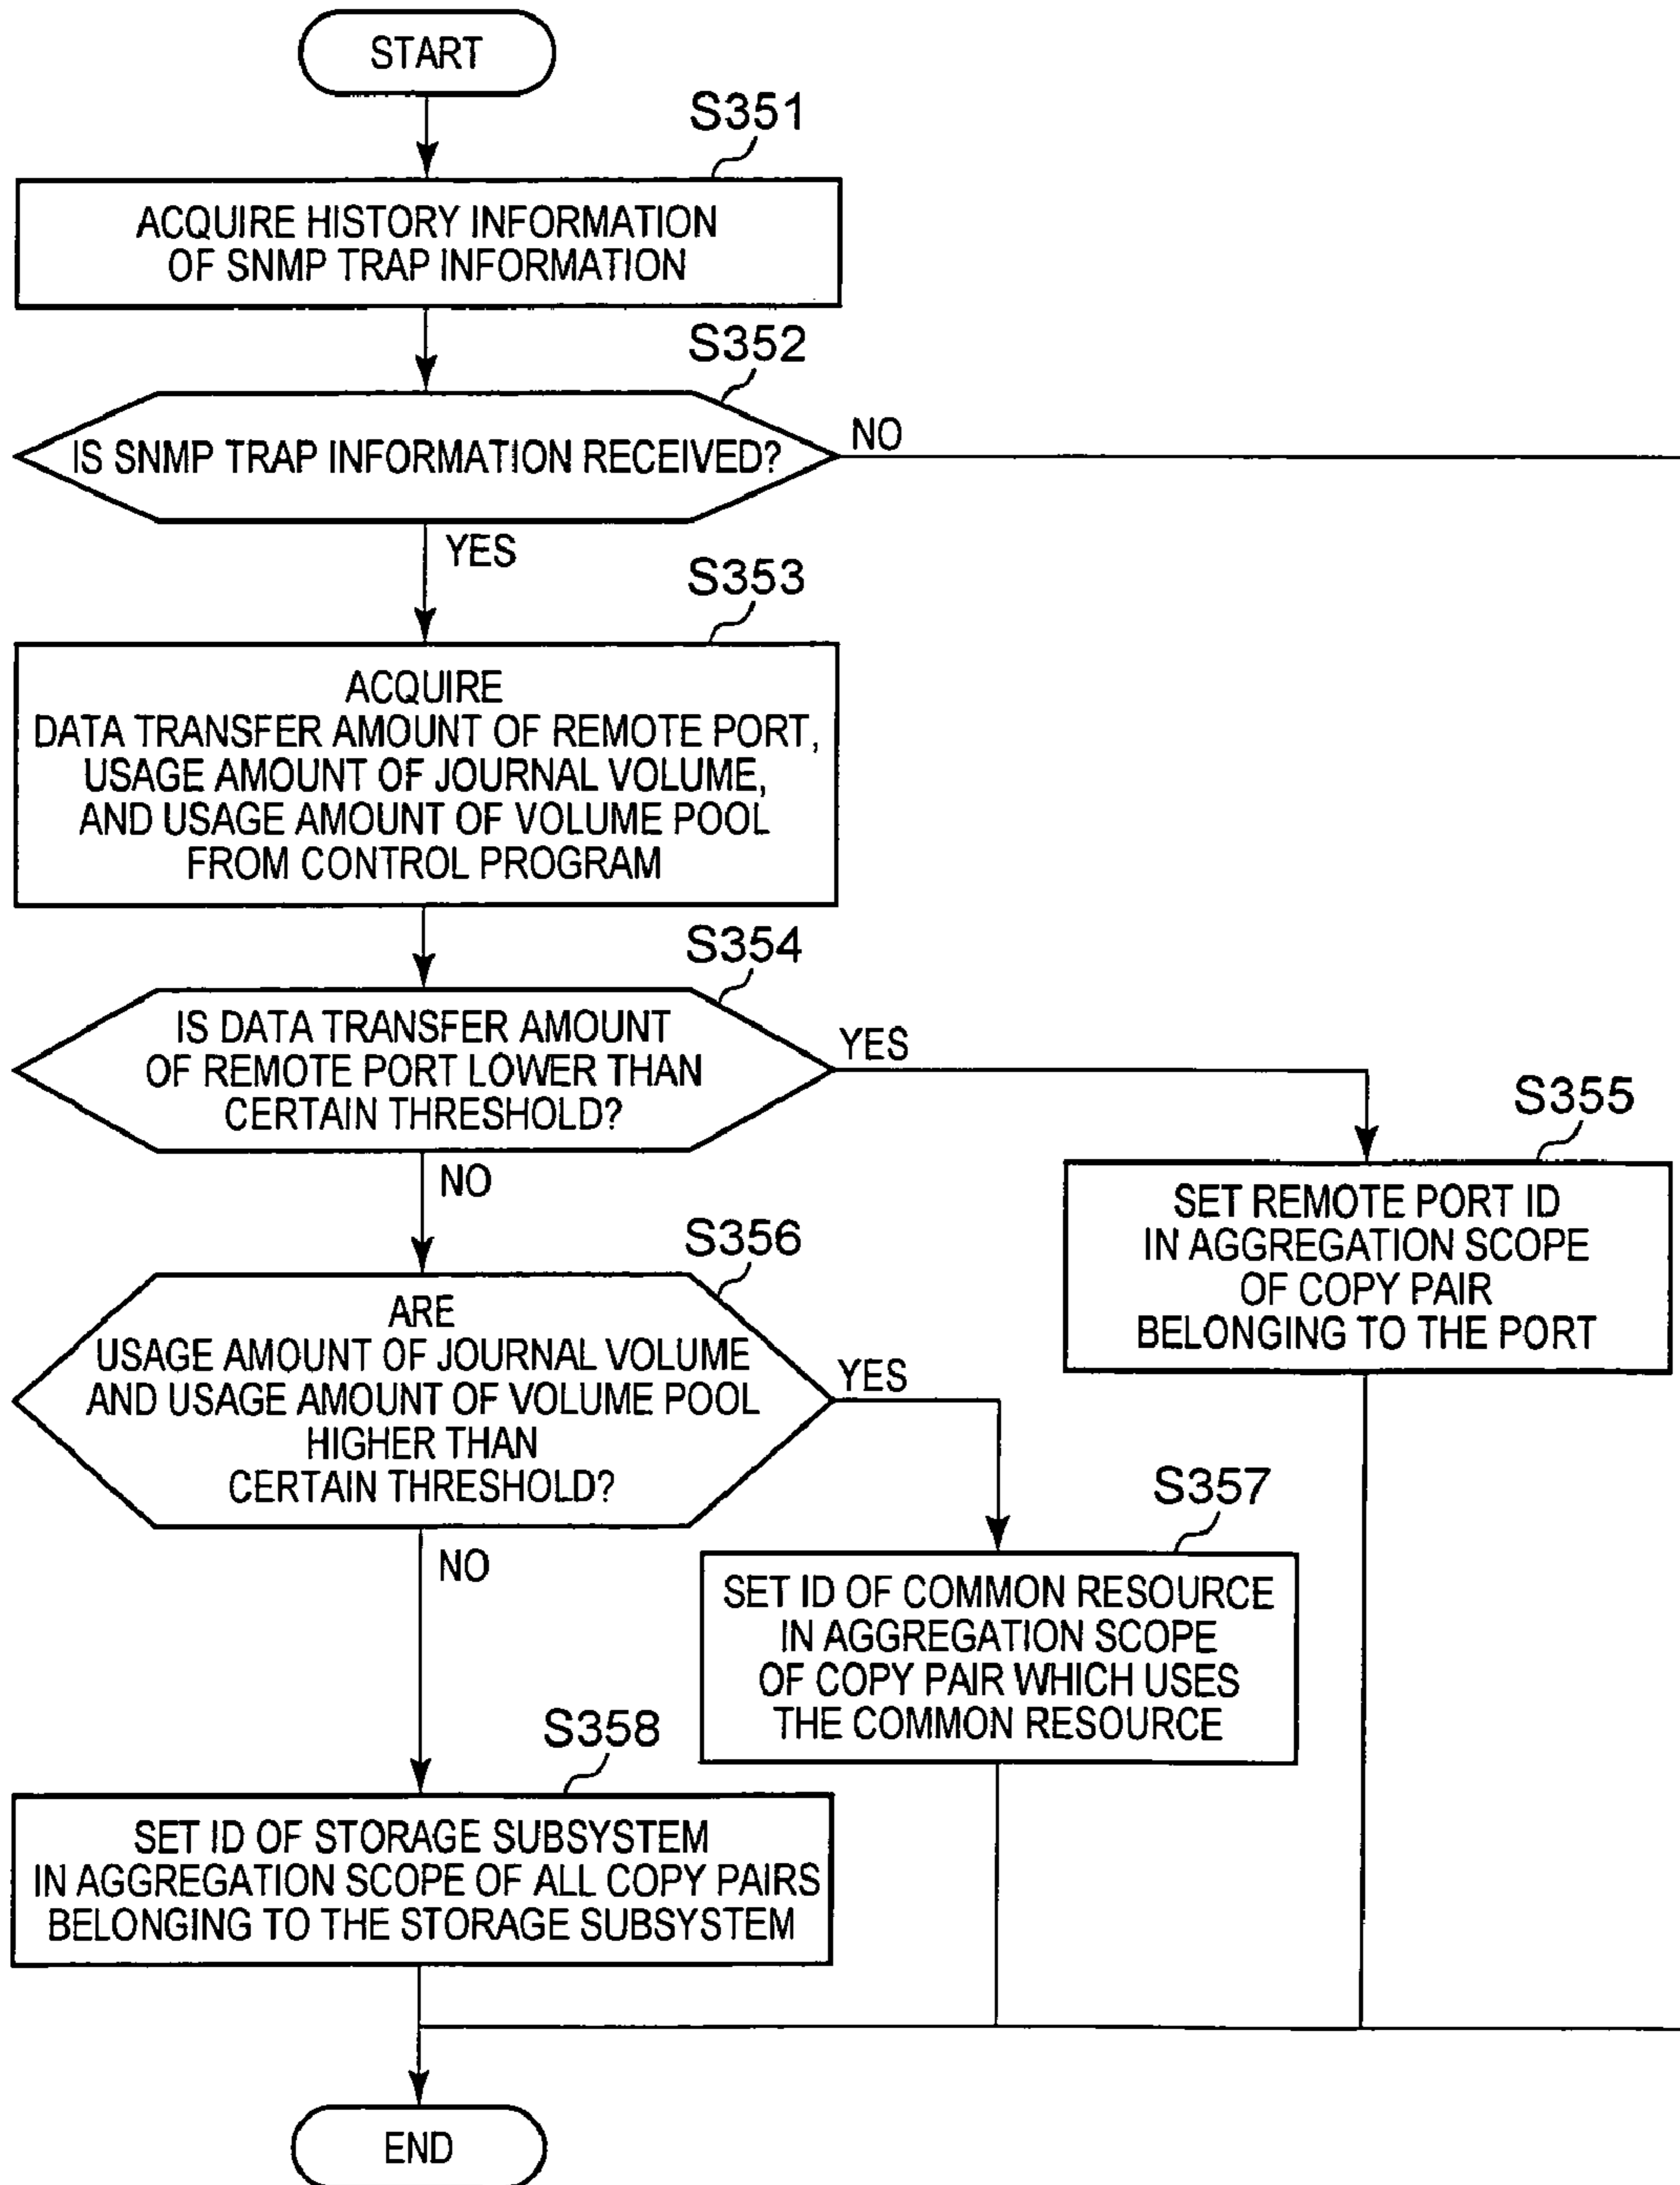 START
S351
ACQUIRE HISTORY INFORMATION
OF SNMP TRAP INFORMATION
S352
IS SNMP TRAP INFORMATION RECEIVED?
NO
YES
S353
ACQUIRE
DATA TRANSFER AMOUNT OF REMOTE PORT,
USAGE AMOUNT OF JOURNAL VOLUME,
AND USAGE AMOUNT OF VOLUME POOL
FROM CONTROL PROGRAM
S354
IS DATA TRANSFER AMOUNT
OF REMOTE PORT LOWER THAN
CERTAIN THRESHOLD?
YES
NO
S355
SET REMOTE PORT ID
IN AGGREGATION SCOPE
OF COPY PAIR
BELONGING TO THE PORT
S356
ARE
USAGE AMOUNT OF JOURNAL VOLUME
AND USAGE AMOUNT OF VOLUME POOL
HIGHER THAN
CERTAIN THRESHOLD?
YES
NO
S357
SET ID OF COMMON RESOURCE
IN AGGREGATION SCOPE
OF COPY PAIR WHICH USES
THE COMMON RESOURCE
S358
SET ID OF STORAGE SUBSYSTEM
IN AGGREGATION SCOPE OF ALL COPY PAIRS
BELONGING TO THE STORAGE SUBSYSTEM
END